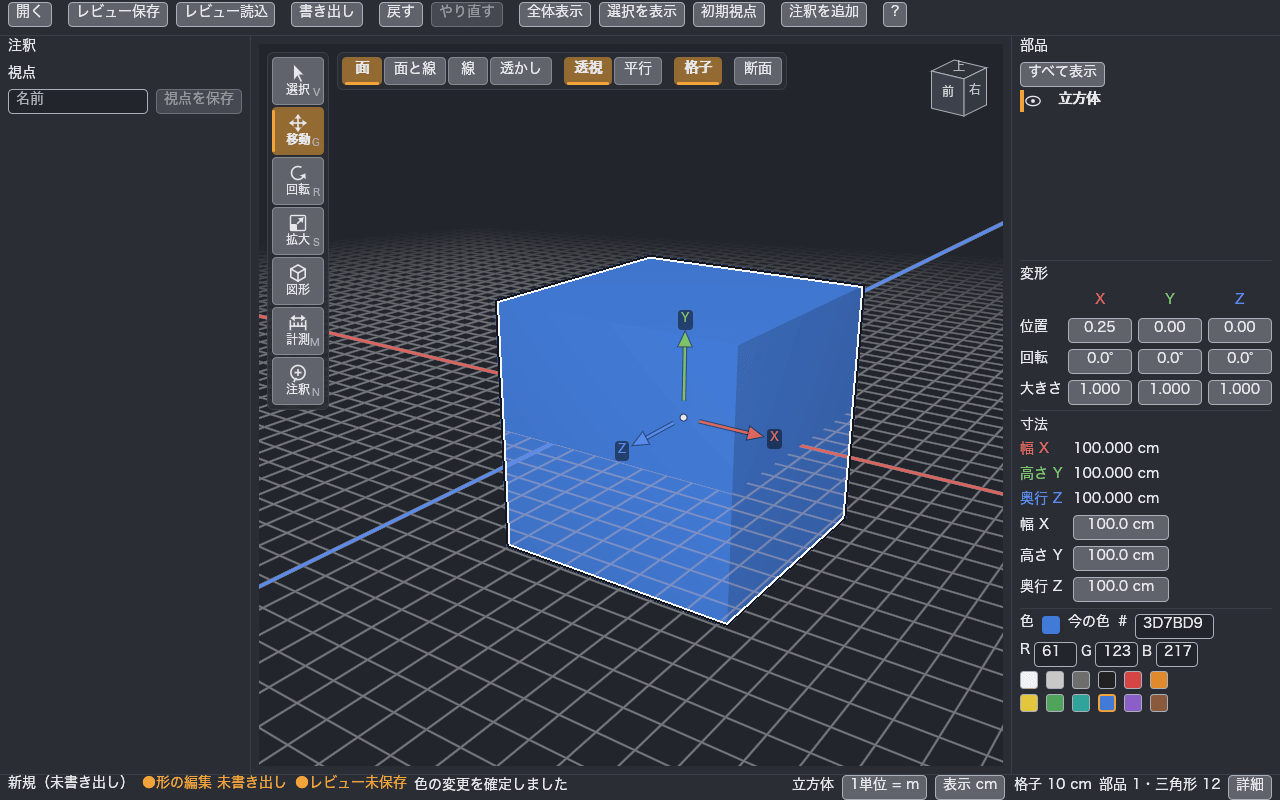 開く レビュー保存 レビュー読込 書き出し 戻す やり直す 全体表示 選択を表示 初期視点 注釈を追加 ?
注釈
視点
名前 視点を保存
選択 V
移動 G
回転 R
拡大 S
図形
計測 M
注釈 N
面 面と線 線 透かし 透視 平行 格子 断面
上
前 右
Y
X
Z
部品
すべて表示
立方体
変形
X Y Z
位置 0.25 0.00 0.00
回転 0.0° 0.0° 0.0°
大きさ 1.000 1.000 1.000
寸法
幅 X 100.000 cm
高さ Y 100.000 cm
奥行 Z 100.000 cm
幅 X 100.0 cm
高さ Y 100.0 cm
奥行 Z 100.0 cm
色 今の色 # 3D7BD9
R 61 G 123 B 217
新規（未書き出し） ●形の編集 未書き出し ●レビュー未保存 色の変更を確定しました 立方体 1単位 = m 表示 cm 格子 10 cm 部品 1・三角形 12 詳細